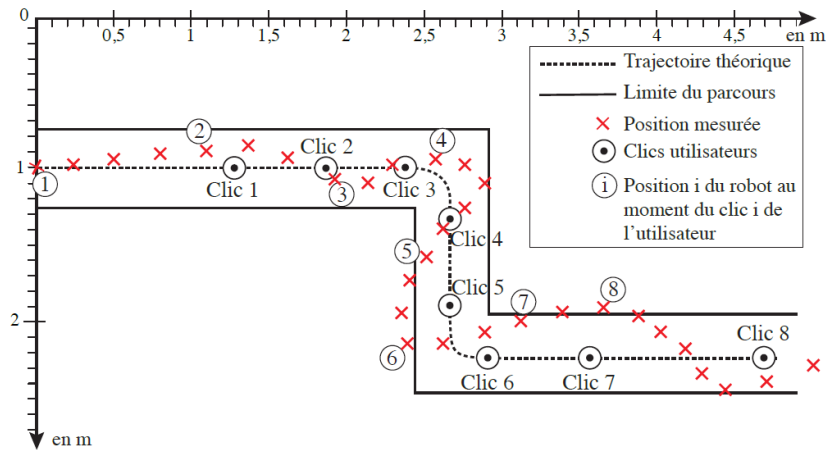 0
0,5 1 1,5 2 2,5 3 3,5 4 4,5
en m
Trajectoire théorique
Limite du parcours
Position mesurée
Clics utilisateurs
i Position i du robot au
moment du clic i de
l’utilisateur
2
4
Clic 2
1
1
Clic 1
3
Clic 3
Clic 4
5
Clic 5
7
8
2
6
Clic 8
Clic 6
Clic 7
en m